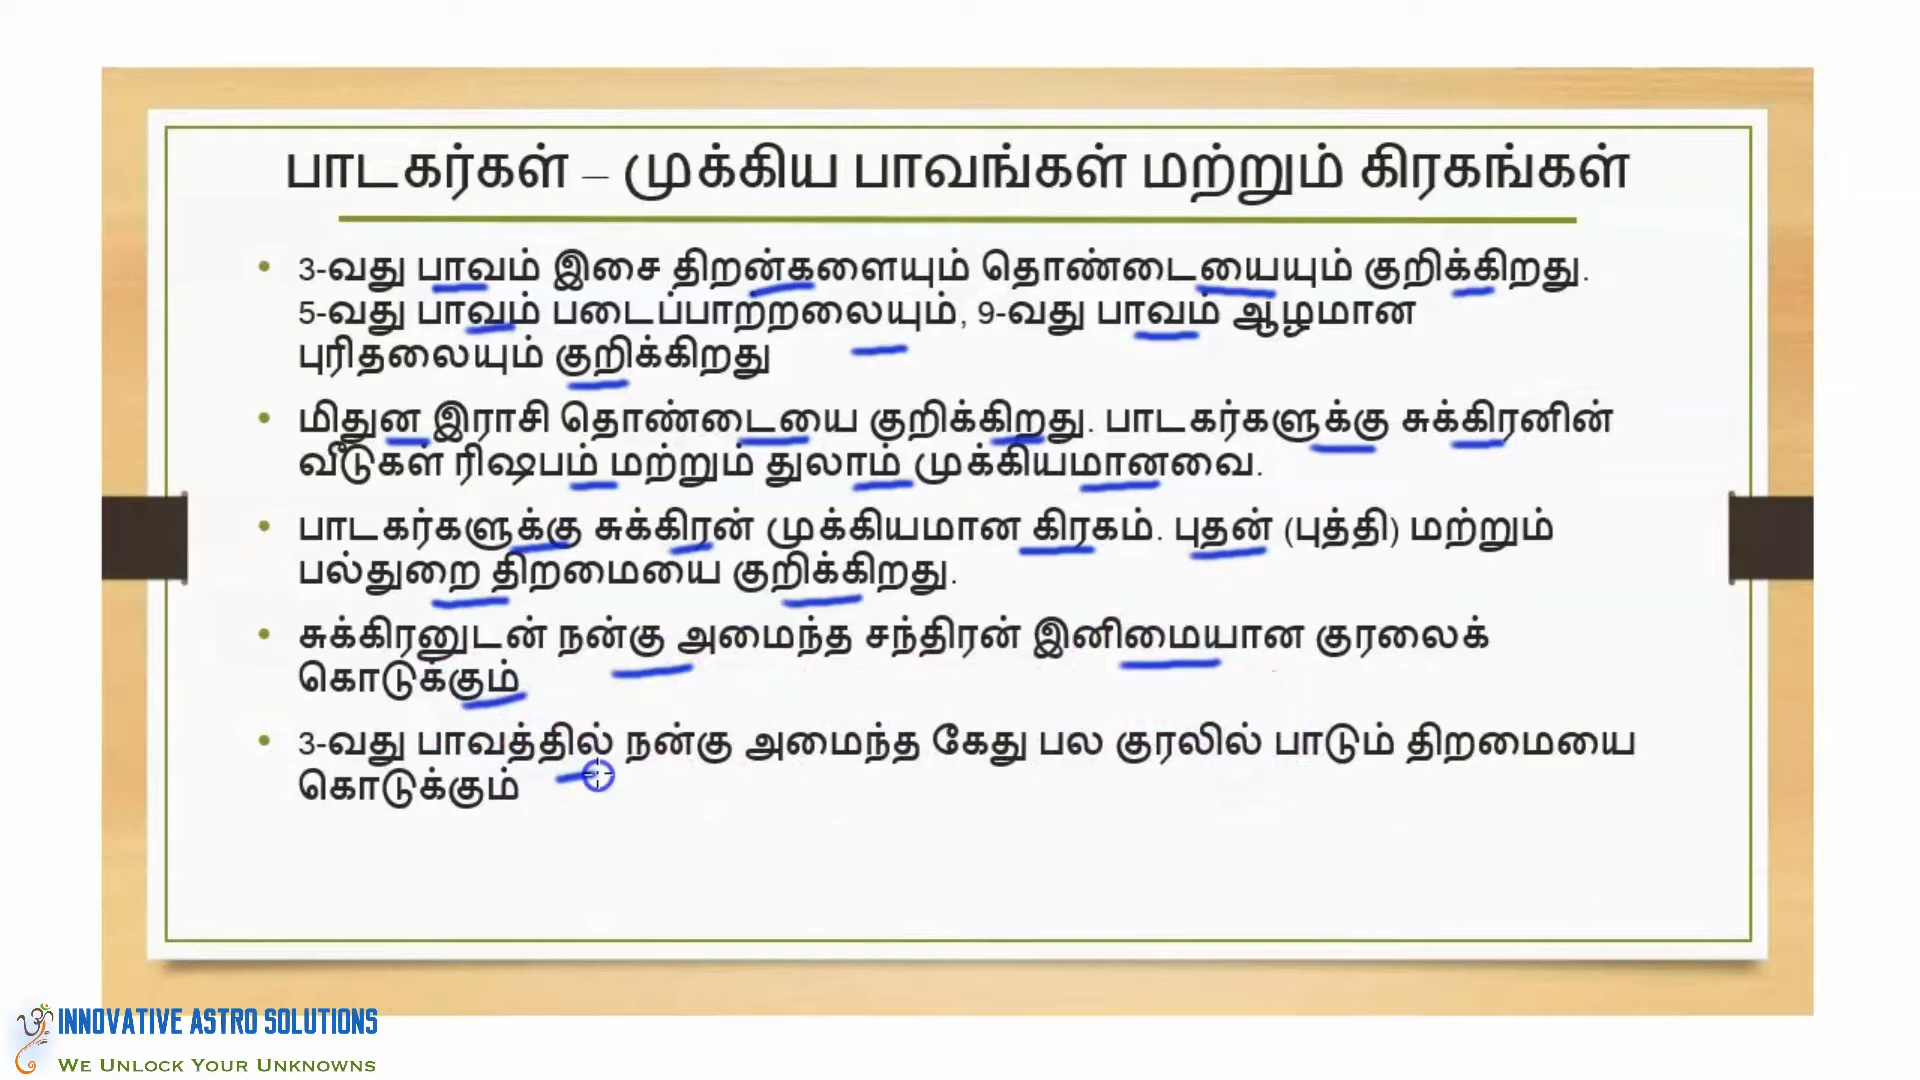 பாடகர்கள் – முக்கிய பாவங்கள் மற்றும் கிரகங்கள்
• 3-வது பாவம் இசை திறன்களையும் தொண்டையையும் குறிக்கிறது.
5-வது பாவம் படைப்பாற்றலையும், 9-வது பாவம் ஆழமான
புரிதலையும் குறிக்கிறது
• மிதுன இராசி தொண்டையை குறிக்கிறது. பாடகர்களுக்கு சுக்கிரனின்
வீடுகள் ரிஷபம் மற்றும் துலாம் முக்கியமானவை.
• பாடகர்களுக்கு சுக்கிரன் முக்கியமான கிரகம். புதன் (புத்தி) மற்றும்
பல்துறை திறமையை குறிக்கிறது.
• சுக்கிரனுடன் நன்கு அமைந்த சந்திரன் இனிமையான குரலைக்
கொடுக்கும்
• 3-வது பாவத்தில் நன்கு அமைந்த கேது பல குரலில் பாடும் திறமையை
கொடுக்கும்
INNOVATIVE ASTRO SOLUTIONS
WE UNLOCK YOUR UNKNOWNS